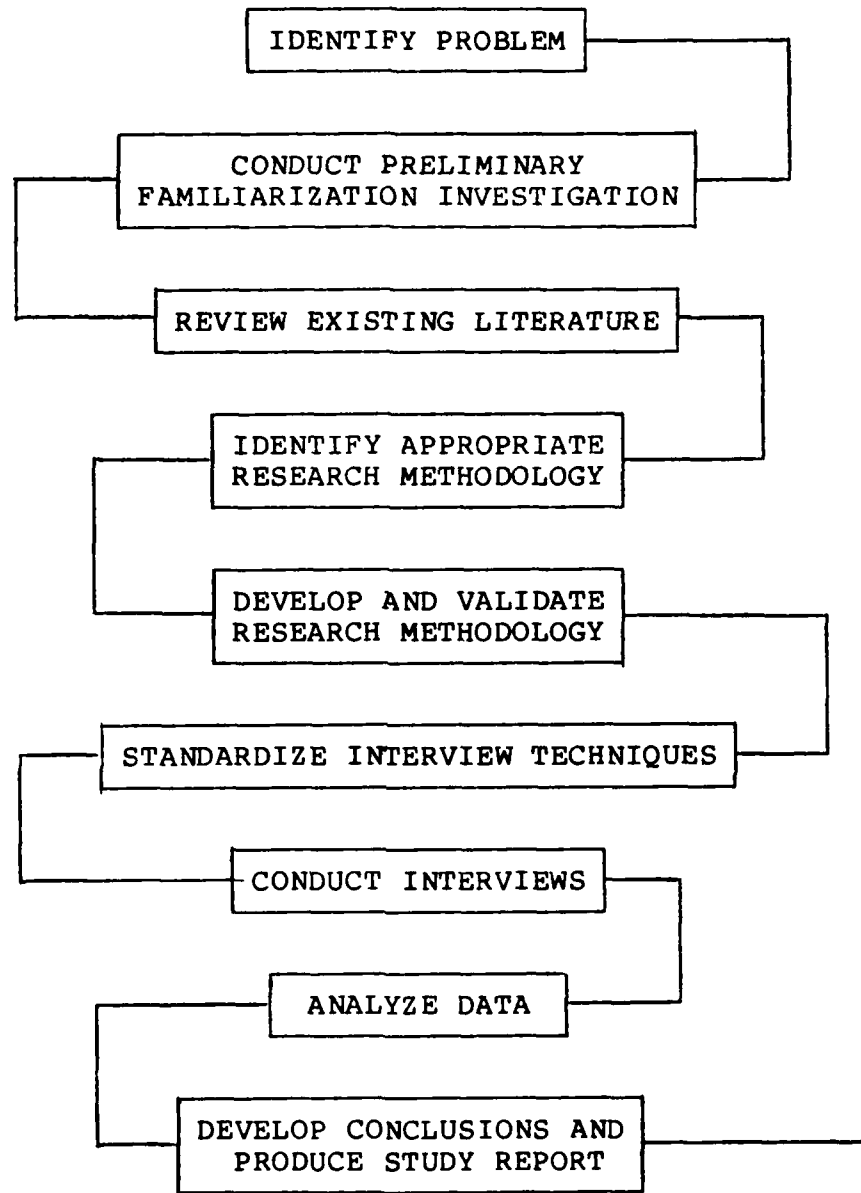 IDENTIFY PROBLEM
CONDUCT PRELIMINARY
FAMILIARIZATION INVESTIGATION
REVIEW EXISTING LITERATURE
IDENTIFY APPROPRIATE
RESEARCH METHODOLOGY
DEVELOP AND VALIDATE
RESEARCH METHODOLOGY
STANDARDIZE INTERVIEW TECHNIQUES
CONDUCT INTERVIEWS
ANALYZE DATA
DEVELOP CONCLUSIONS AND
PRODUCE STUDY REPORT